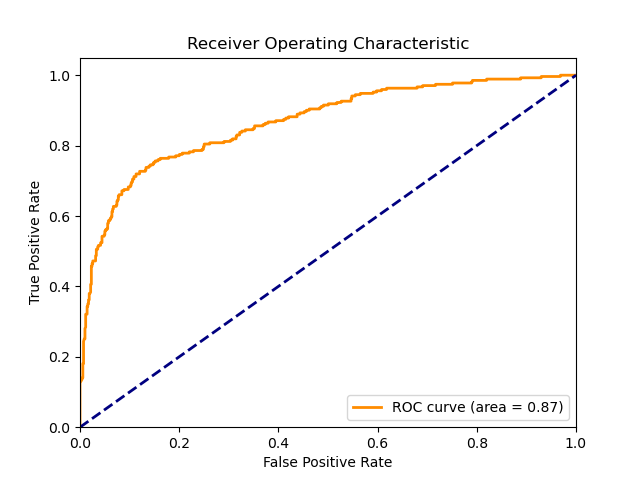 Receiver Operating Characteristic
True Positive Rate
1.0
0.8
0.6
0.4
0.2
0.0
ROC curve (area = 0.87)
0.0 0.2 0.4 0.6 0.8 1.0
False Positive Rate